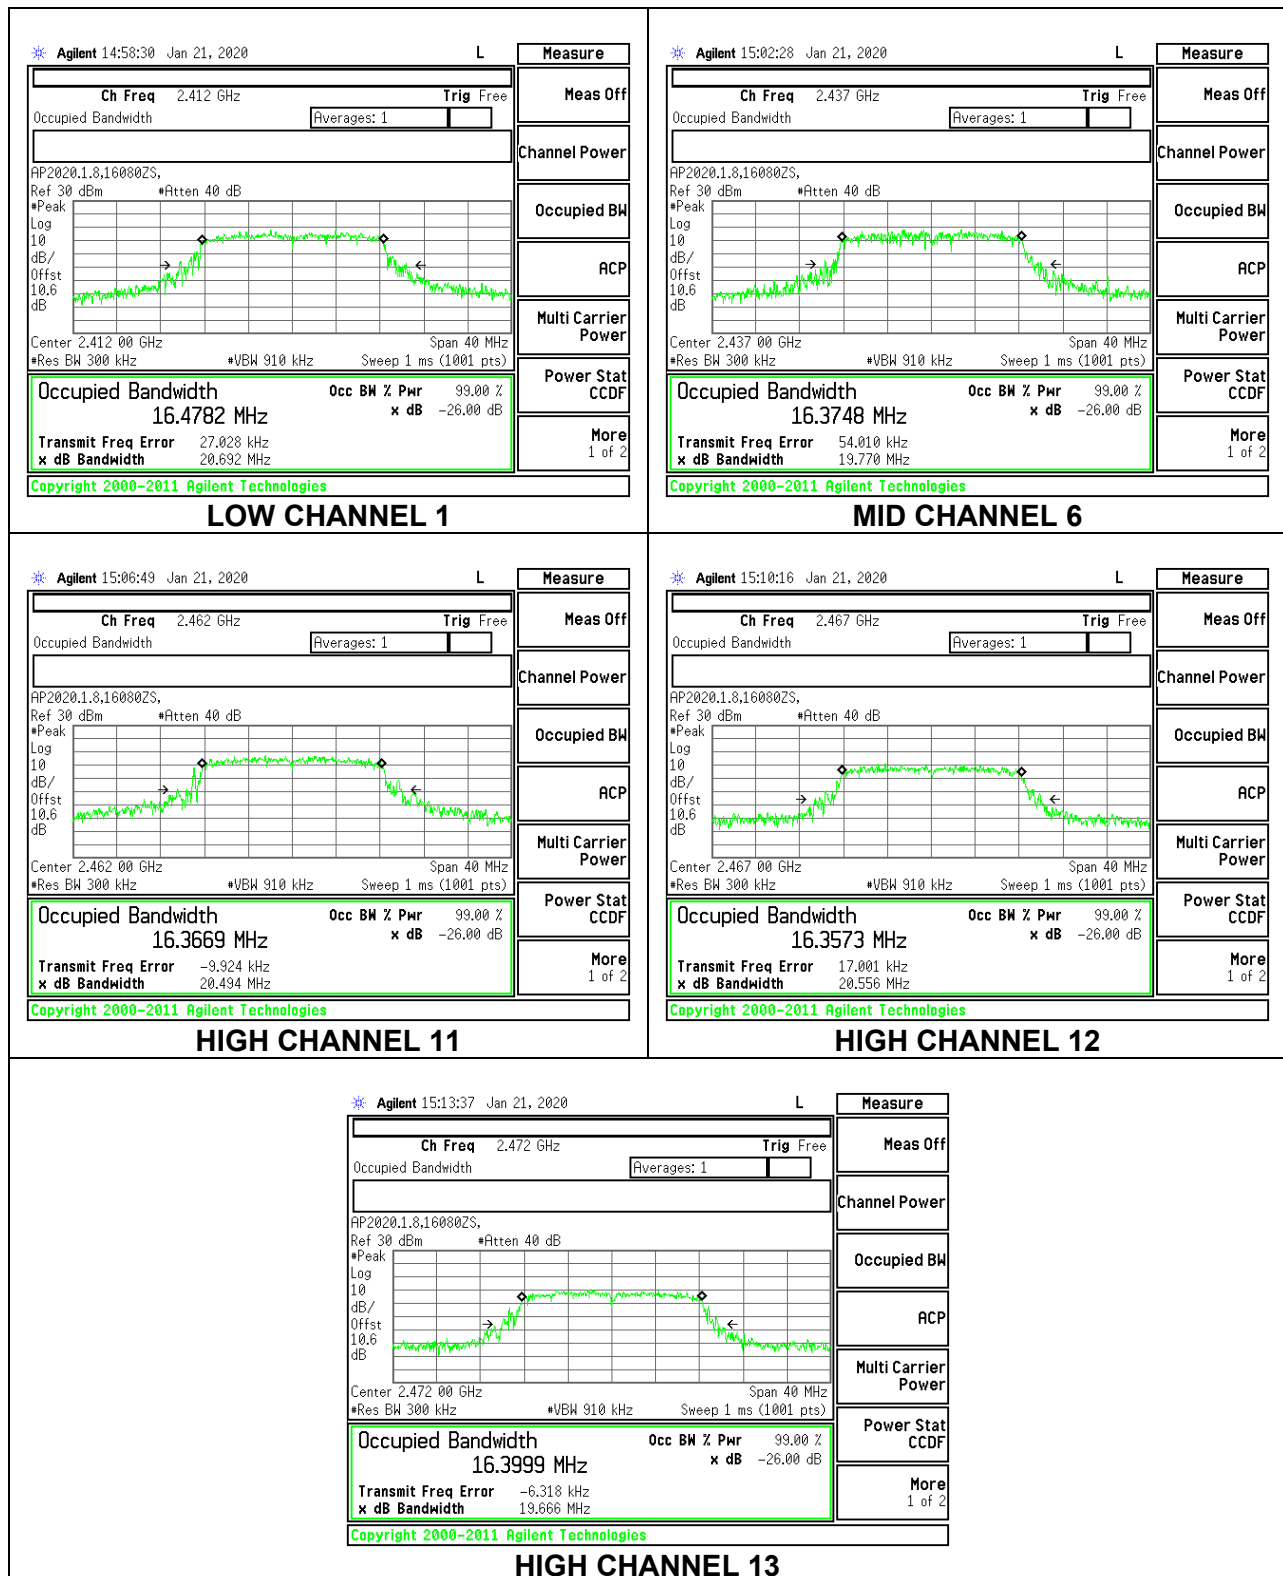 Agilent 14:58:30 Jan 21, 2020 L Measure
Ch Freq 2.412 GHz Trig Free
Meas Off
Occupied Bandwidth Averages: 1
Channel Power
AP2020.1.8,16080ZS,
Ref 30 dBm #Atten 40 dB
#Peak
Log
10
dB/
Offst
10.6
dB
Occupied BW
ACP
Multi Carrier
Power
Center 2.412 00 GHz Span 40 MHz
#Res BW 300 kHz #VBW 910 kHz Sweep 1 ms (1001 pts)
Power Stat
CCDF
Occupied Bandwidth Occ BW % Pwr 99.00 %
16.4782 MHz x dB -26.00 dB
More
1 of 2
Transmit Freq Error 27.028 kHz
x dB Bandwidth 20.692 MHz
Copyright 2000-2011 Agilent Technologies
LOW CHANNEL 1
Agilent 15:02:28 Jan 21, 2020 L Measure
Ch Freq 2.437 GHz Trig Free
Meas Off
Occupied Bandwidth Averages: 1
Channel Power
AP2020.1.8,16080ZS,
Ref 30 dBm #Atten 40 dB
#Peak
Log
10
dB/
Offst
10.6
dB
Occupied BW
ACP
Multi Carrier
Power
Center 2.437 00 GHz Span 40 MHz
#Res BW 300 kHz #VBW 910 kHz Sweep 1 ms (1001 pts)
Power Stat
CCDF
Occupied Bandwidth Occ BW % Pwr 99.00 %
16.3748 MHz x dB -26.00 dB
More
1 of 2
Transmit Freq Error 54.010 kHz
x dB Bandwidth 19.770 MHz
Copyright 2000-2011 Agilent Technologies
MID CHANNEL 6
Agilent 15:06:49 Jan 21, 2020 L Measure
Ch Freq 2.462 GHz Trig Free
Meas Off
Occupied Bandwidth Averages: 1
Channel Power
AP2020.1.8,16080ZS,
Ref 30 dBm #Atten 40 dB
#Peak
Log
10
dB/
Offst
10.6
dB
Occupied BW
ACP
Multi Carrier
Power
Center 2.462 00 GHz Span 40 MHz
#Res BW 300 kHz #VBW 910 kHz Sweep 1 ms (1001 pts)
Power Stat
CCDF
Occupied Bandwidth Occ BW % Pwr 99.00 %
16.3669 MHz x dB -26.00 dB
More
1 of 2
Transmit Freq Error -9.924 kHz
x dB Bandwidth 20.494 MHz
Copyright 2000-2011 Agilent Technologies
HIGH CHANNEL 11
Agilent 15:10:16 Jan 21, 2020 L Measure
Ch Freq 2.467 GHz Trig Free
Meas Off
Occupied Bandwidth Averages: 1
Channel Power
AP2020.1.8,16080ZS,
Ref 30 dBm #Atten 40 dB
#Peak
Log
10
dB/
Offst
10.6
dB
Occupied BW
ACP
Multi Carrier
Power
Center 2.467 00 GHz Span 40 MHz
#Res BW 300 kHz #VBW 910 kHz Sweep 1 ms (1001 pts)
Power Stat
CCDF
Occupied Bandwidth Occ BW % Pwr 99.00 %
16.3573 MHz x dB -26.00 dB
More
1 of 2
Transmit Freq Error 17.001 kHz
x dB Bandwidth 20.556 MHz
Copyright 2000-2011 Agilent Technologies
HIGH CHANNEL 12
Agilent 15:13:37 Jan 21, 2020 L Measure
Ch Freq 2.472 GHz Trig Free
Meas Off
Occupied Bandwidth Averages: 1
Channel Power
AP2020.1.8,16080ZS,
Ref 30 dBm #Atten 40 dB
#Peak
Log
10
dB/
Offst
10.6
dB
Occupied BW
ACP
Multi Carrier
Power
Center 2.472 00 GHz Span 40 MHz
#Res BW 300 kHz #VBW 910 kHz Sweep 1 ms (1001 pts)
Power Stat
CCDF
Occupied Bandwidth Occ BW % Pwr 99.00 %
16.3999 MHz x dB -26.00 dB
More
1 of 2
Transmit Freq Error -6.318 kHz
x dB Bandwidth 19.666 MHz
Copyright 2000-2011 Agilent Technologies
HIGH CHANNEL 13